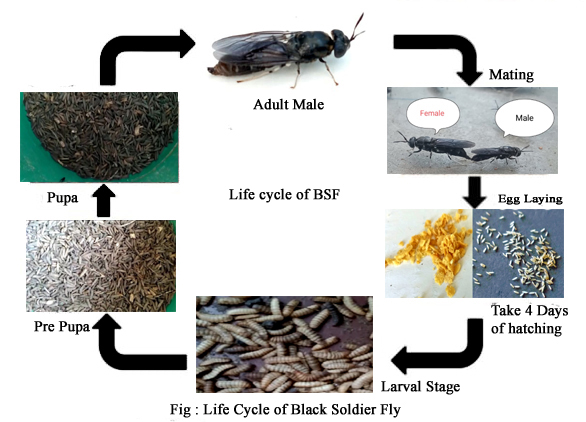 Adult Male
Mating
Female
Male
Pupa
Life cycle of BSF
Egg Laying
Take 4 Days
of hatching
Pre Pupa
Larval Stage
Fig : Life Cycle of Black Soldier Fly